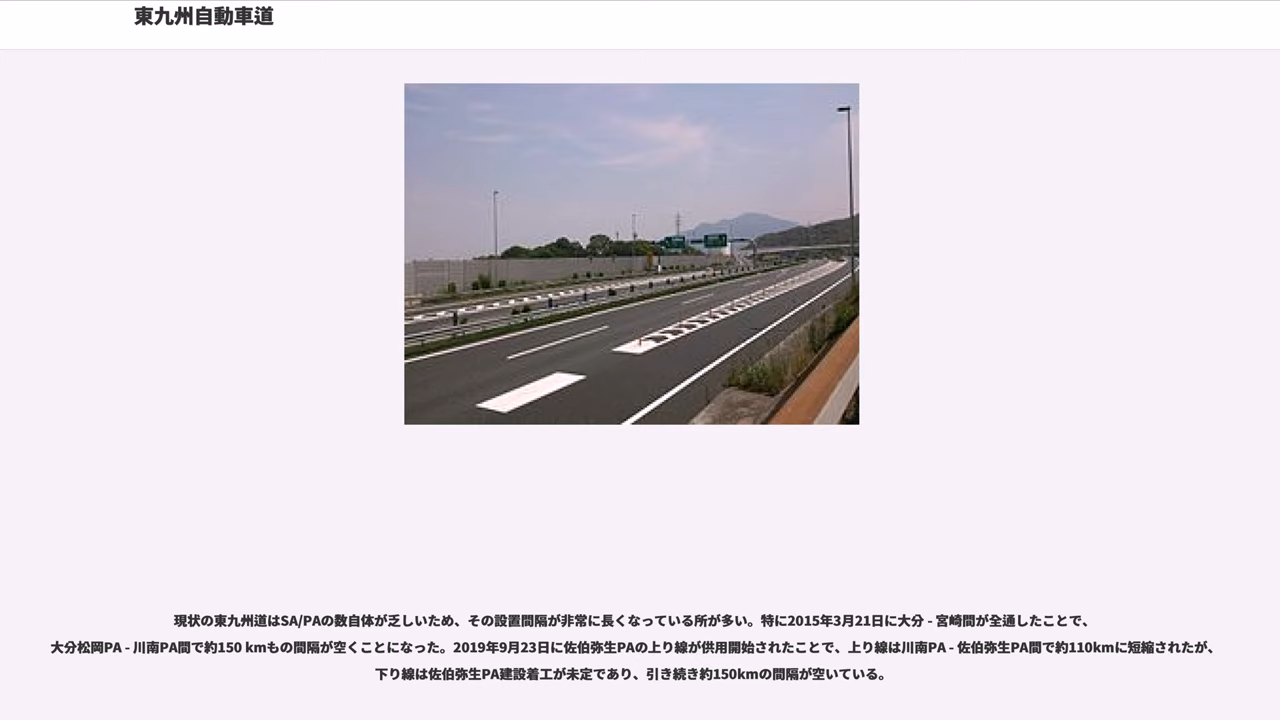 東九州自動車道
現状の東九州道はSA/PAの数自体が乏しいため、その設置間隔が非常に長くなっている所が多い。特に2015年3月21日に大分 - 宮崎間が全通したことで、
大分松岡PA - 川南PA間で約150 kmもの間隔が空くことになった。2019年9月23日に佐伯弥生PAの上り線が供用開始されたことで、上り線は川南PA - 佐伯弥生PA間で約110kmに短縮されたが、
下り線は佐伯弥生PA建設着工が未定であり、引き続き約150kmの間隔が空いている。